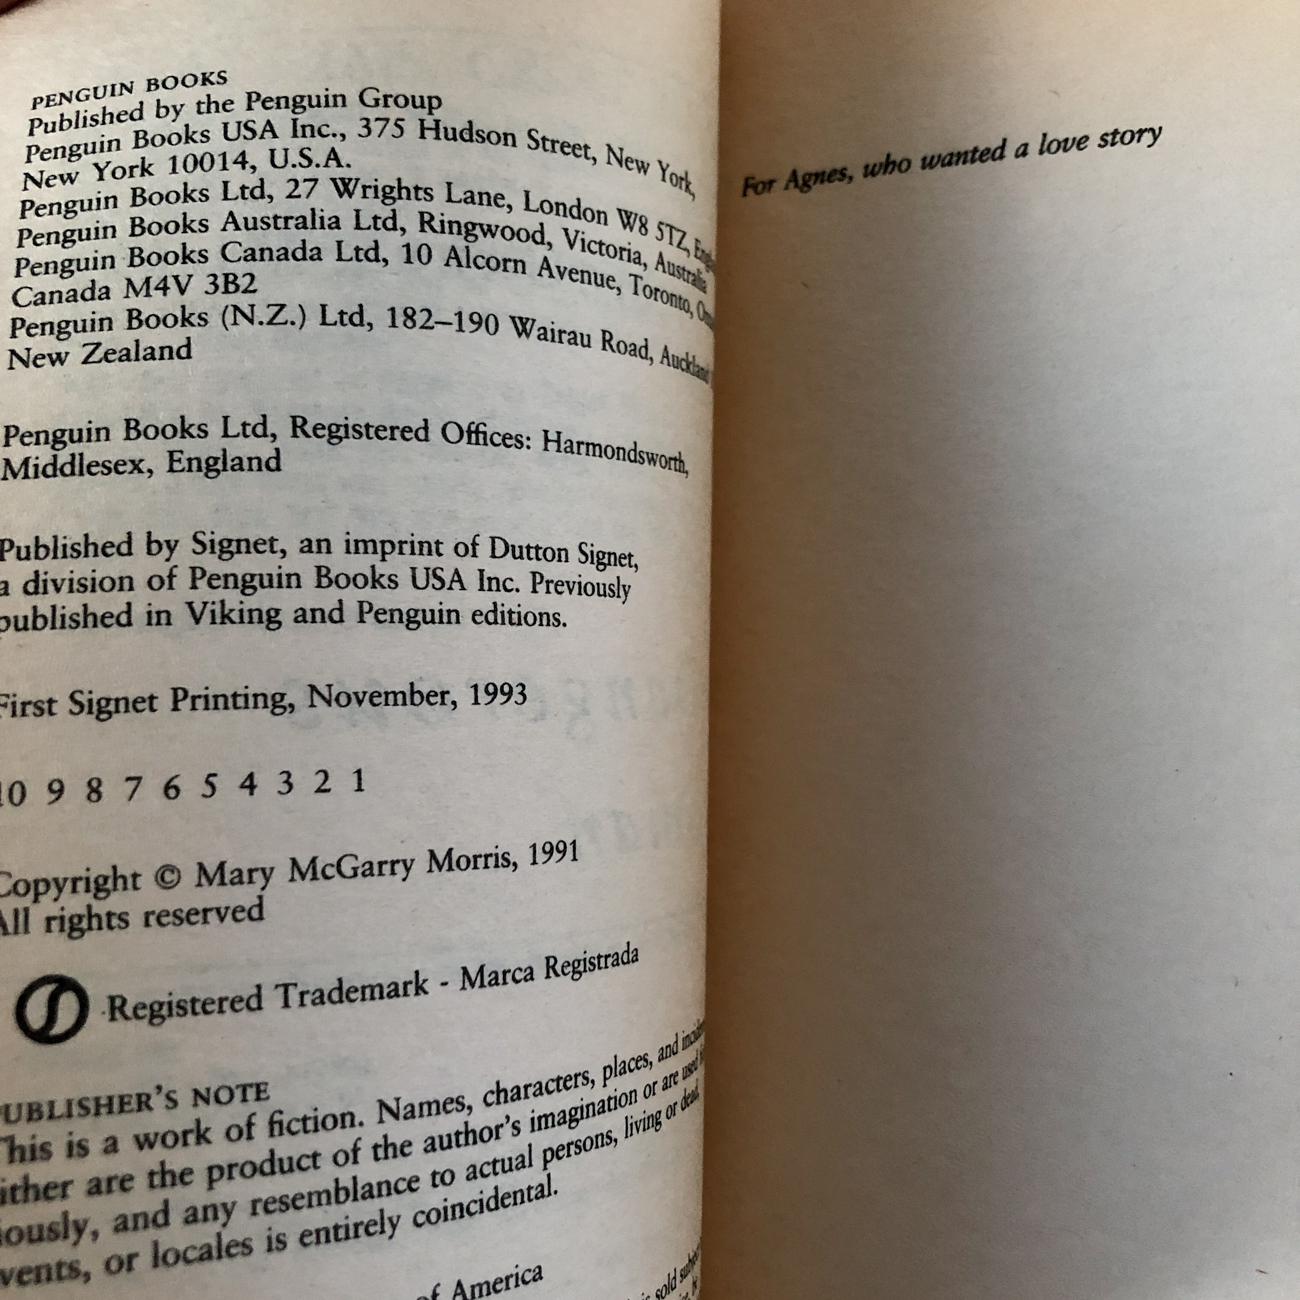 PENGUIN BOOKS
Published by the Penguin Group
Penguin Books USA Inc., 375 Hudson Street, New York,
New York 10014, U.S.A.
Penguin Books Ltd, 27 Wrights Lane, London W8 5TZ,
Penguin Books Australia Ltd, Ringwood, Victoria, Australia
Penguin Books Canada Ltd, 10 Alcorn Avenue, Toronto,
Canada M4V 3B2
Penguin Books (N.Z.) Ltd, 182–190 Wairau Road, Auckland
New Zealand
Penguin Books Ltd, Registered Offices: Harmondsworth,
Middlesex, England
Published by Signet, an imprint of Dutton Signet,
a division of Penguin Books USA Inc. Previously
published in Viking and Penguin editions.
First Signet Printing, November, 1993
10 9 8 7 6 5 4 3 2 1
Copyright © Mary McGarry Morris, 1991
All rights reserved
Registered Trademark - Marca Registrada
PUBLISHER'S NOTE
This is a work of fiction. Names, characters, places, and
either are the product of the author's imagination or are used
iously, and any resemblance to actual persons, living or dead,
events, or locales is entirely coincidental.
of America
sold
For Agnes, who wanted a love story